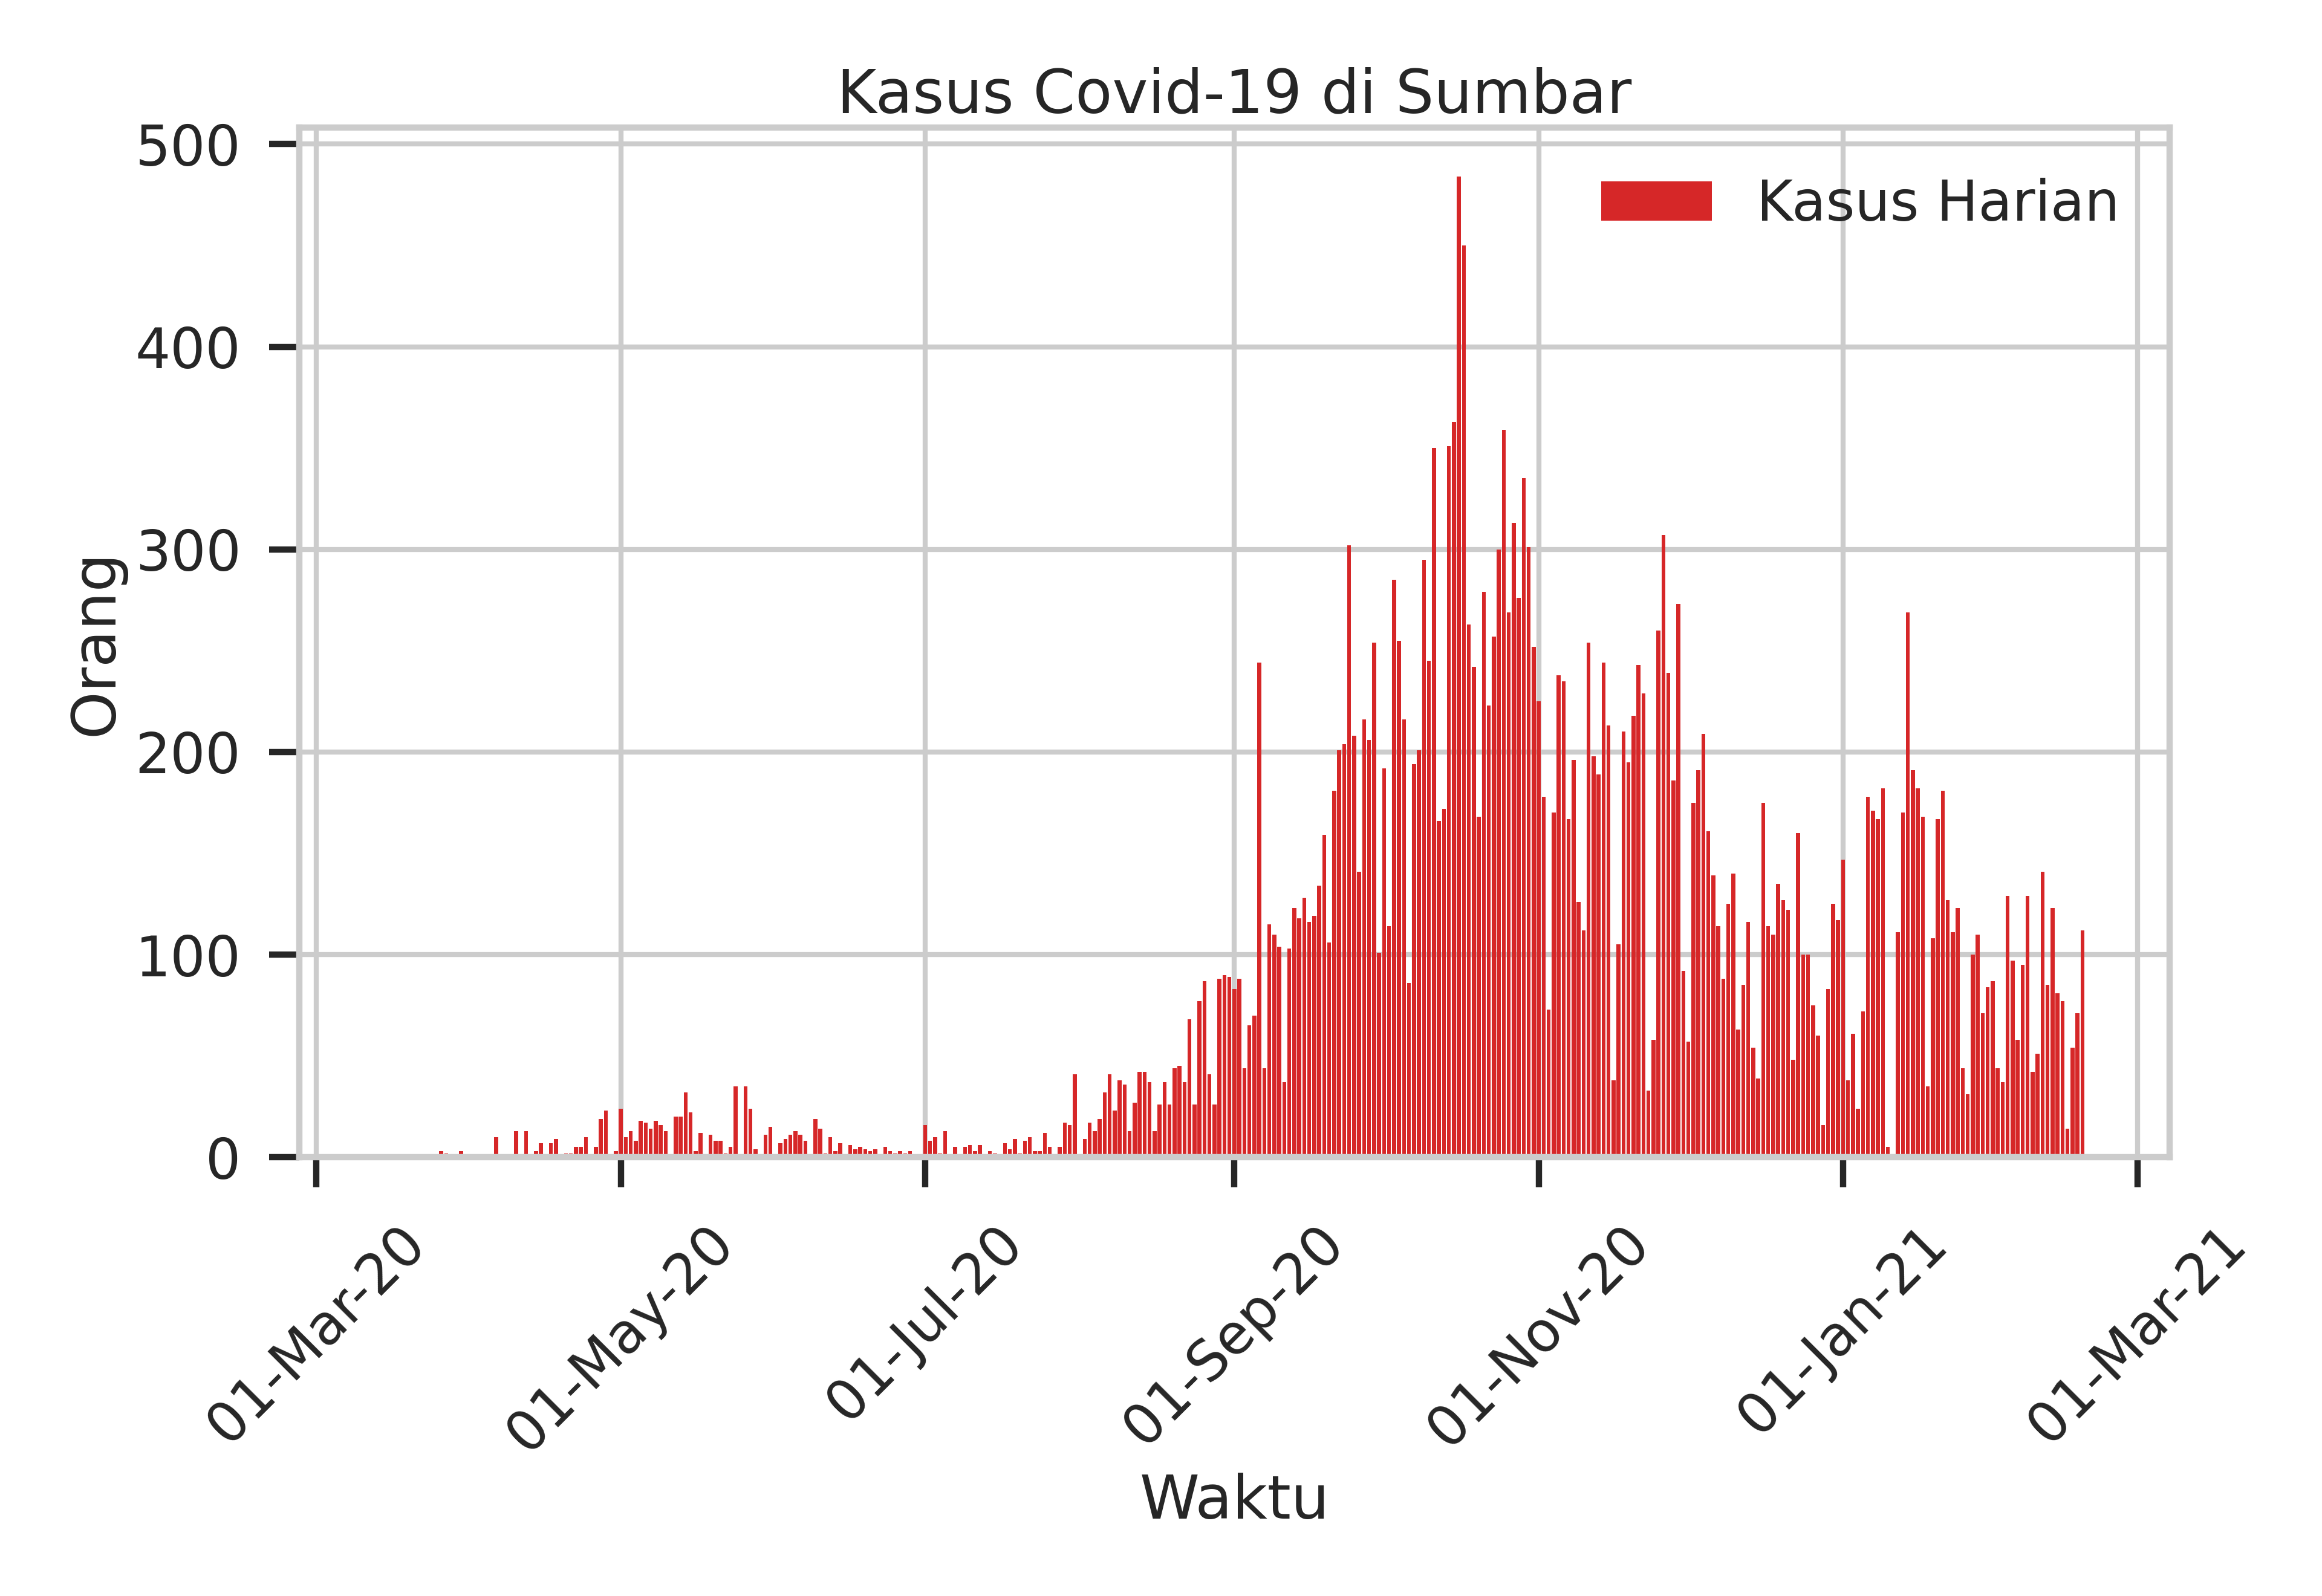 Kasus Covid-19 di Sumbar
500
400
300
200
100
0
Orang
Kasus Harian
01-Mar-20
01-May-20
01-Jul-20
01-Sep-20
01-Nov-20
01-Jan-21
01-Mar-21
Waktu